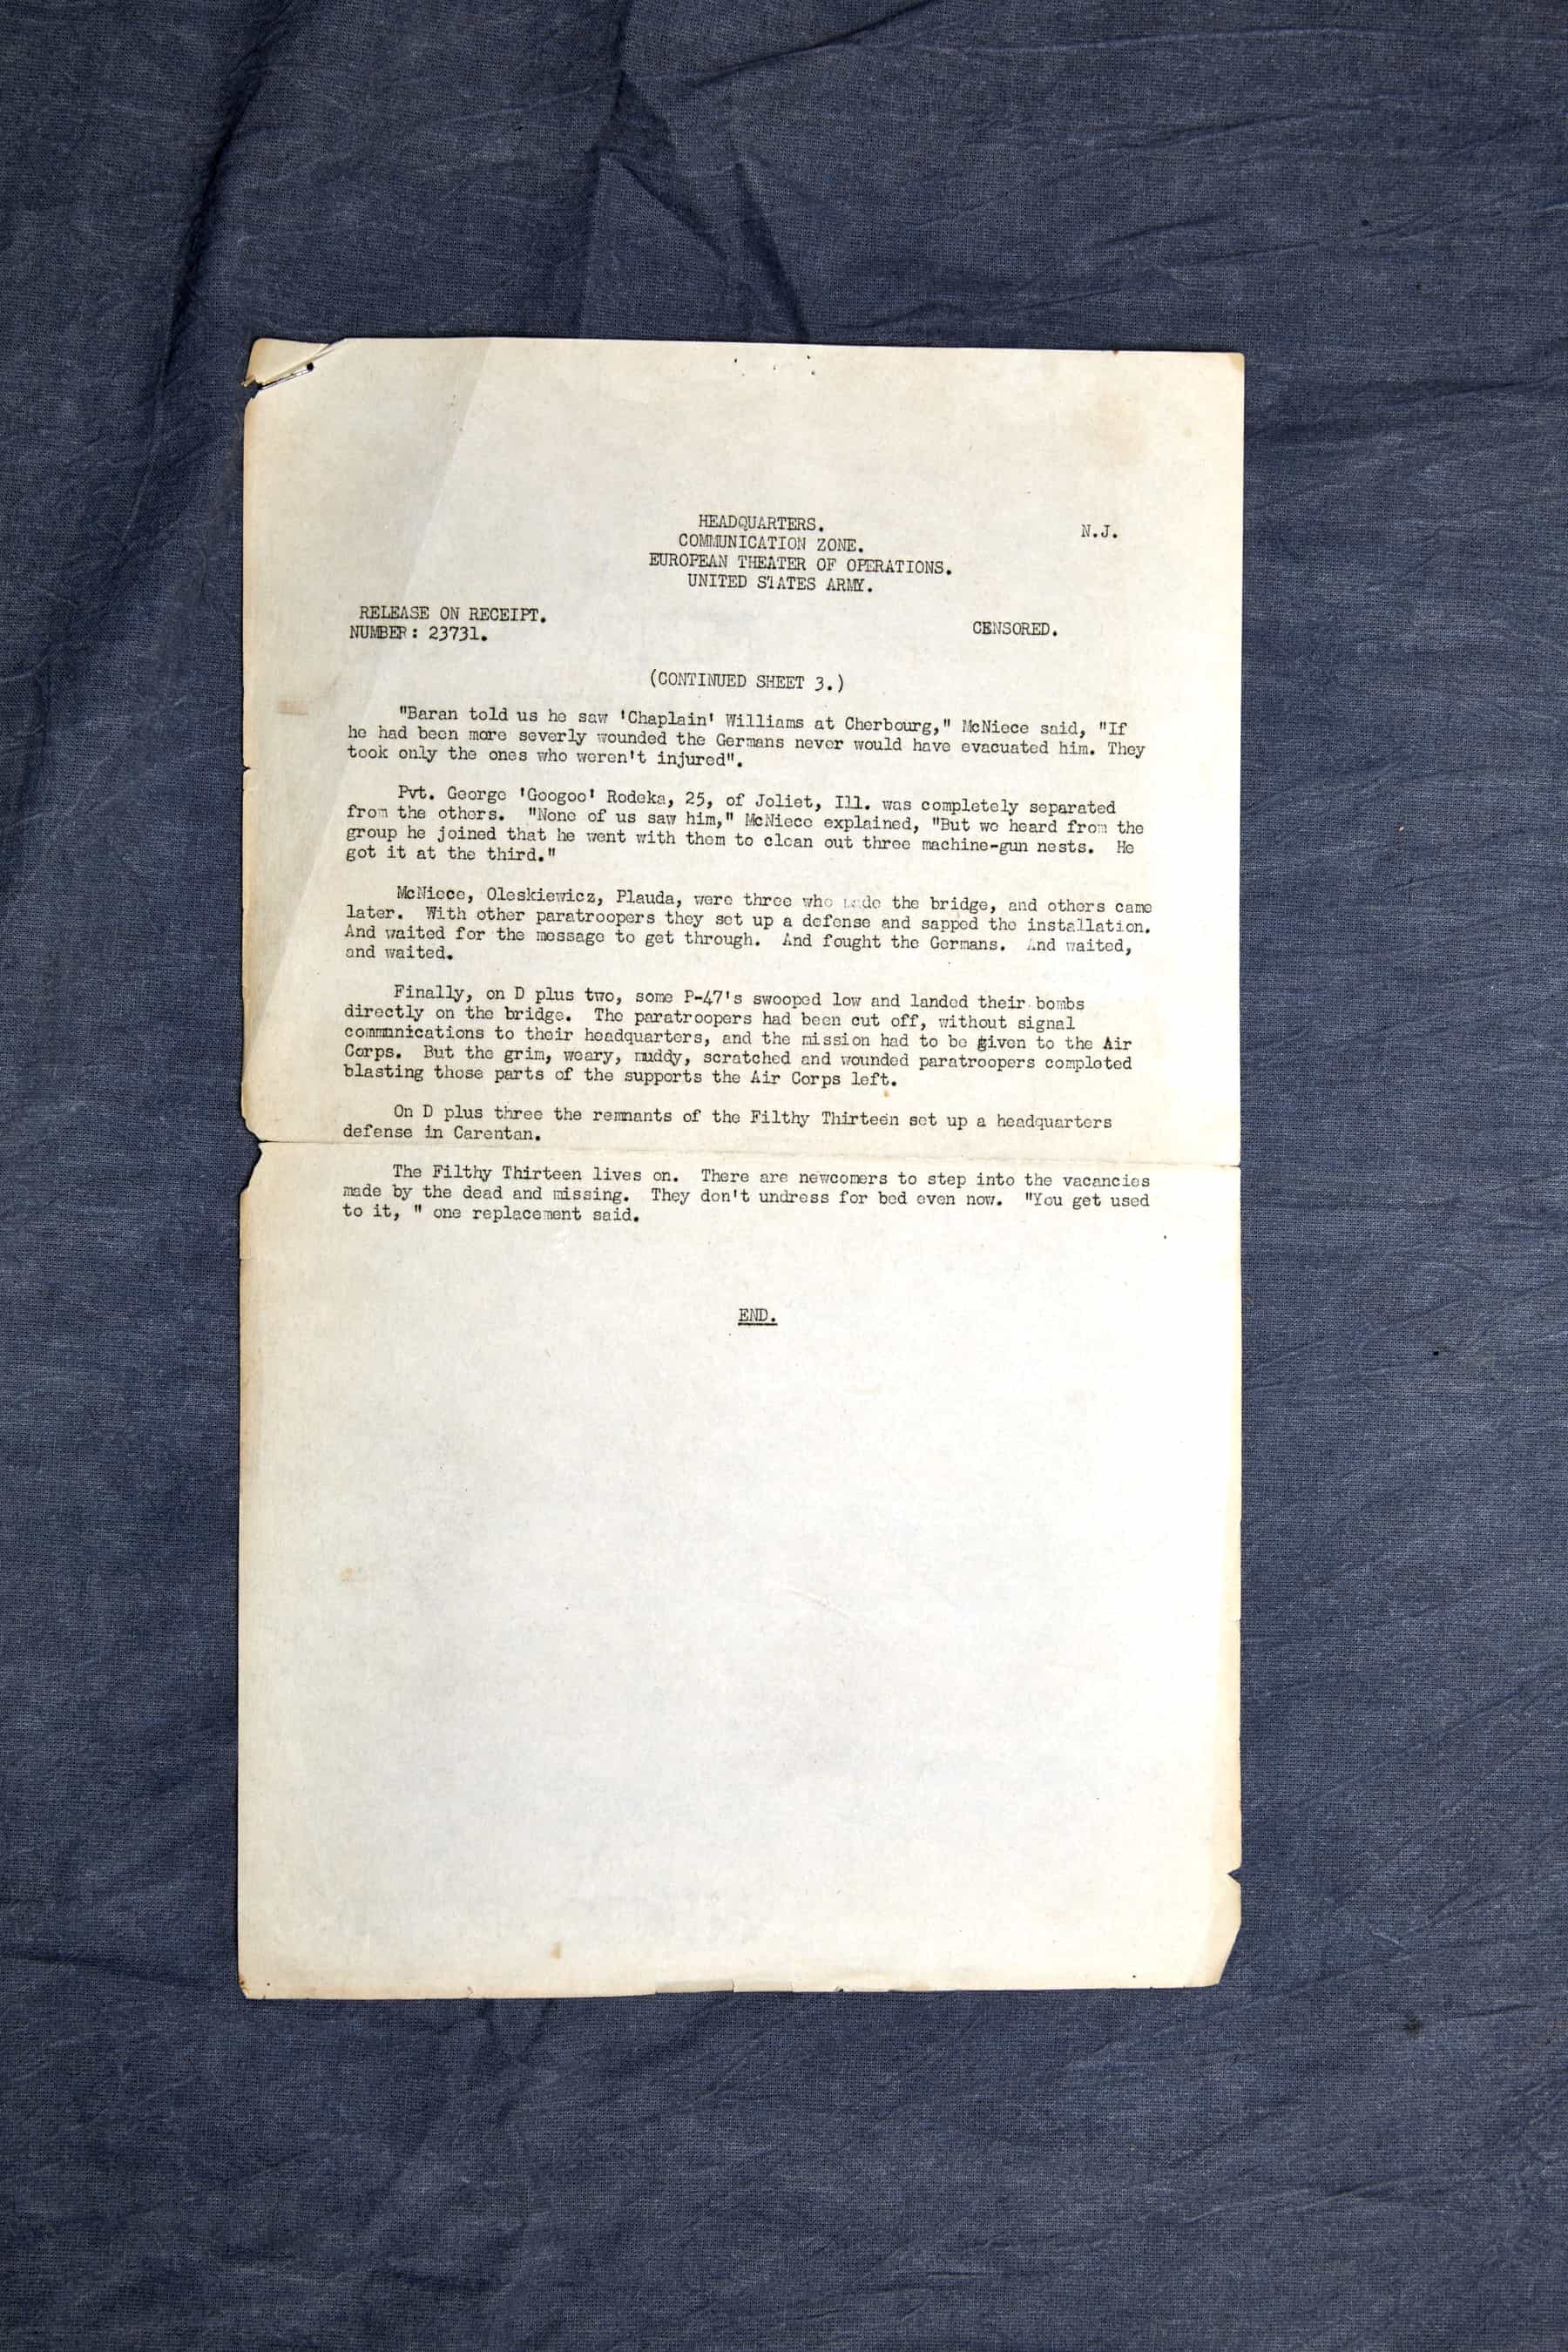 HEADQUARTERS.
N.J.
COMMUNICATION ZONE.
EUROPEAN THEATER OF OPERATIONS.
UNITED STATES ARMY.
RELEASE ON RECEIPT.
NUMBER: 23731.
CENSORED.
(CONTINUED SHEET 3.)
"Baran told us he saw 'Chaplain' Williams at Cherbourg," McNiece said, "If
he had been more severly wounded the Germans never would have evacuated him. They
took only the ones who weren't injured".
Pvt. George 'Googoo' Rodeka, 25, of Joliet, Ill. was completely separated
from the others. "None of us saw him," McNiece explained, "But we heard from the
group he joined that he went with them to clean out three machine-gun nests. He
got it at the third."
McNiece, Oleskiewicz, Plauda, were three who made the bridge, and others came
later. With other paratroopers they set up a defense and sapped the installation.
And waited for the message to get through. And fought the Germans. And waited,
and waited.
Finally, on D plus two, some P-47's swooped low and landed their bombs
directly on the bridge. The paratroopers had been cut off, without signal
communications to their headquarters, and the mission had to be given to the Air
Corps. But the grim, weary, muddy, scratched and wounded paratroopers completed
blasting those parts of the supports the Air Corps left.
On D plus three the remnants of the Filthy Thirteen set up a headquarters
defense in Carentan.
The Filthy Thirteen lives on. There are newcomers to step into the vacancies
made by the dead and missing. They don't undress for bed even now. "You get used
to it, " one replacement said.
END.